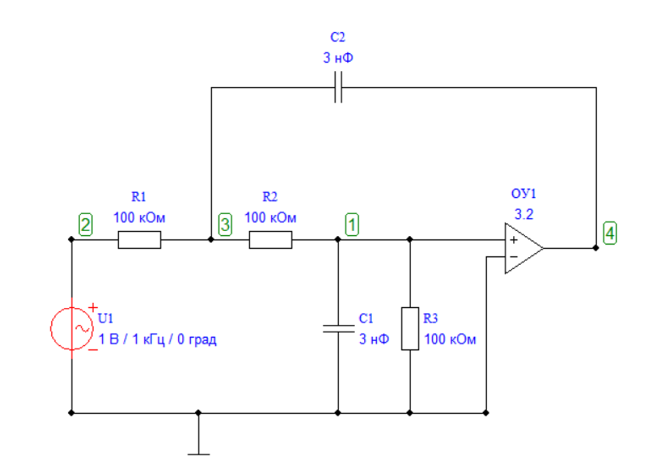 C2
3 нФ
R1
100 кОм
R2
100 кОм
ОУ1
3.2
2
3
1
4
+
−
+
−
U1
1 В / 1 кГц / 0 град
C1
3 нФ
R3
100 кОм